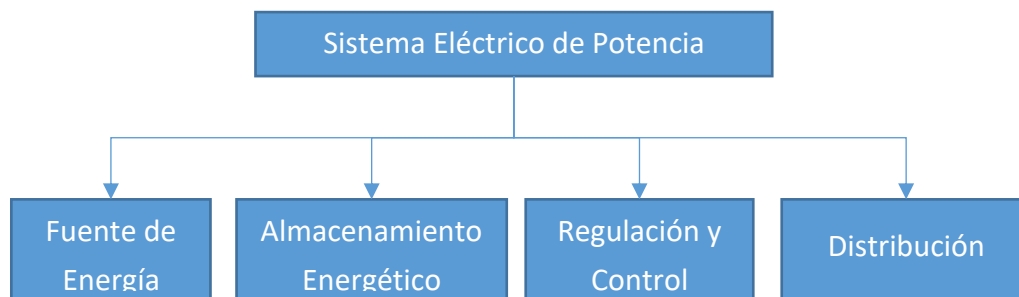 Sistema Eléctrico de Potencia
Fuente de
Energía
Almacenamiento
Energético
Regulación y
Control
Distribución